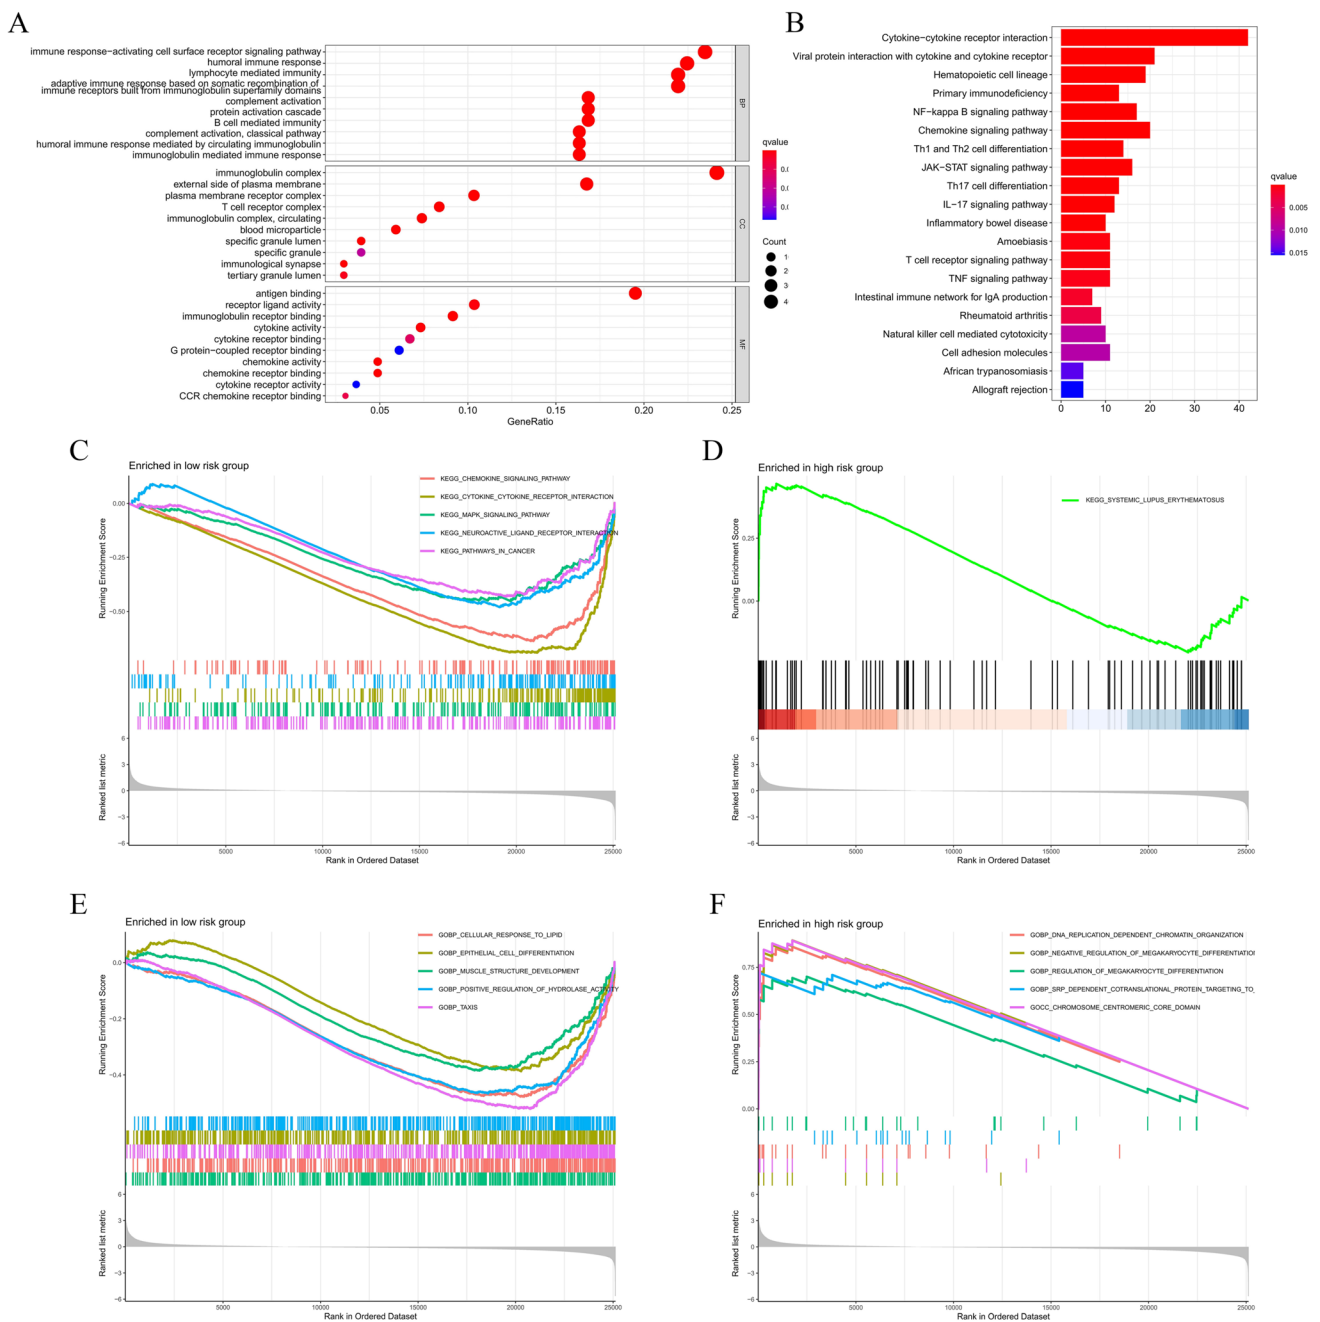 A
immune response−activating cell surface receptor signaling pathway
humoral immune response
lymphocyte mediated immunity
adaptive immune response based on somatic recombination of
immune receptors built from immunoglobulin superfamily domains
complement activation
protein activation cascade
B cell mediated immunity
complement activation, classical pathway
humoral immune response mediated by circulating immunoglobulin
immunoglobulin mediated immune response
BP
immunoglobulin complex
external side of plasma membrane
plasma membrane receptor complex
T cell receptor complex
immunoglobulin complex, circulating
blood microparticle
specific granule lumen
specific granule
immunological synapse
tertiary granule lumen
CC
antigen binding
receptor ligand activity
immunoglobulin receptor binding
cytokine activity
cytokine receptor binding
G protein−coupled receptor binding
chemokine activity
chemokine receptor binding
cytokine receptor activity
CCR chemokine receptor binding
MF
0.05 0.10 0.15 0.20 0.25
GeneRatio
qvalue
Count
1
2
3
4
B
Cytokine−cytokine receptor interaction
Viral protein interaction with cytokine and cytokine receptor
Hematopoietic cell lineage
Primary immunodeficiency
NF−kappa B signaling pathway
Chemokine signaling pathway
Th1 and Th2 cell differentiation
JAK−STAT signaling pathway
Th17 cell differentiation
IL−17 signaling pathway
Inflammatory bowel disease
Amoebiasis
T cell receptor signaling pathway
TNF signaling pathway
Intestinal immune network for IgA production
Rheumatoid arthritis
Natural killer cell mediated cytotoxicity
Cell adhesion molecules
African trypanosomiasis
Allograft rejection
0 10 20 30 40
qvalue
0.005
0.010
0.015
C
Enriched in low risk group
KEGG_CHEMOKINE_SIGNALING_PATHWAY
KEGG_CYTOKINE_CYTOKINE_RECEPTOR_INTERACTION
KEGG_MAPK_SIGNALING_PATHWAY
KEGG_NEUROACTIVE_LIGAND_RECEPTOR_INTERACTION
KEGG_PATHWAYS_IN_CANCER
Running Enrichment Score
0.00
−0.25
−0.50
Ranked list metric
6
3
0
−3
−6
5000 10000 15000 20000 25000
Rank in Ordered Dataset
D
Enriched in high risk group
KEGG_SYSTEMIC_LUPUS_ERYTHEMATOSUS
Running Enrichment Score
0.25
0.00
Ranked list metric
6
3
0
−3
−6
5000 10000 15000 20000 25000
Rank in Ordered Dataset
E
Enriched in low risk group
GOBP_CELLULAR_RESPONSE_TO_LIPID
GOBP_EPITHELIAL_CELL_DIFFERENTIATION
GOBP_MUSCLE_STRUCTURE_DEVELOPMENT
GOBP_POSITIVE_REGULATION_OF_HYDROLASE_ACTIVITY
GOBP_TAXIS
Running Enrichment Score
0.0
−0.2
−0.4
Ranked list metric
6
3
0
−3
−6
5000 10000 15000 20000 25000
Rank in Ordered Dataset
F
Enriched in high risk group
GOBP_DNA_REPLICATION_DEPENDENT_CHROMATIN_ORGANIZATION
GOBP_NEGATIVE_REGULATION_OF_MEGAKARYOCYTE_DIFFERENTIATION
GOBP_REGULATION_OF_MEGAKARYOCYTE_DIFFERENTIATION
GOBP_SRP_DEPENDENT_COTRANSLATIONAL_PROTEIN_TARGETING_TO_
GOCC_CHROMOSOME_CENTROMERIC_CORE_DOMAIN
Running Enrichment Score
0.75
0.50
0.25
0.00
Ranked list metric
6
3
0
−3
−6
5000 10000 15000 20000 25000
Rank in Ordered Dataset